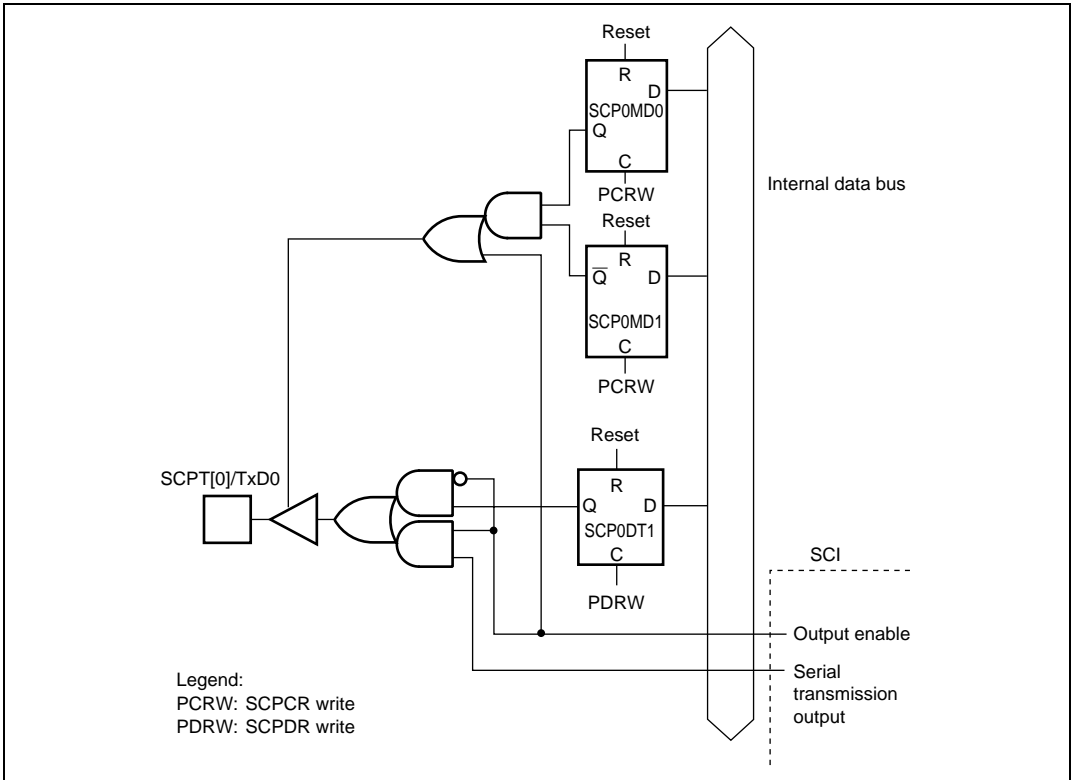 Reset
R
D
SCP0MD0
Q
C
PCRW
Internal data bus
Reset
R
Q̅ D
SCP0MD1
C
PCRW
Reset
SCPT[0]/TxD0
R
Q D
SCP0DT1
C
SCI
PDRW
Output enable
Serial
transmission
output
Legend:
PCRW: SCPCR write
PDRW: SCPDR write